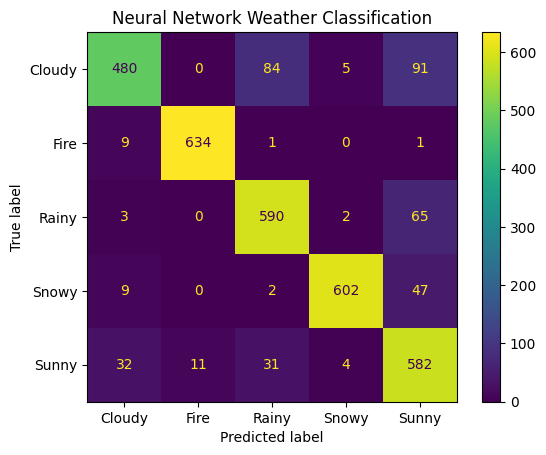 Neural Network Weather Classification
True label
Cloudy 480 0 84 5 91
Fire 9 634 1 0 1
Rainy 3 0 590 2 65
Snowy 9 0 2 602 47
Sunny 32 11 31 4 582
Cloudy Fire Rainy Snowy Sunny
Predicted label
600
500
400
300
200
100
0